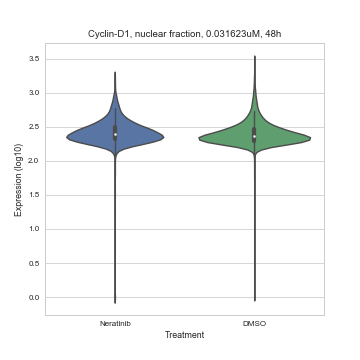 Cyclin-D1, nuclear fraction, 0.031623uM, 48h
3.5
3.0
2.5
2.0
1.5
1.0
0.5
0.0
Expression (log10)
Neratinib
DMSO
Treatment